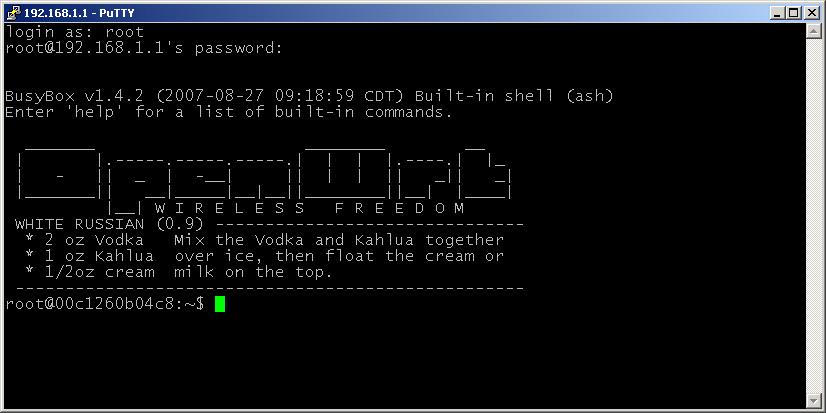 192.168.1.1 - PuTTY
login as: root
root@192.168.1.1's password:
BusyBox v1.4.2 (2007-08-27 09:18:59 CDT) Built-in shell (ash)
Enter 'help' for a list of built-in commands.
OpenWrt
W I R E L E S S   F R E E D O M
WHITE RUSSIAN (0.9) -------------------------------
* 2 oz Vodka   Mix the Vodka and Kahlua together
* 1 oz Kahlua  over ice, then float the cream or
* 1/2oz cream  milk on the top.
---------------------------------------------------
root@00c1260b04c8:~$